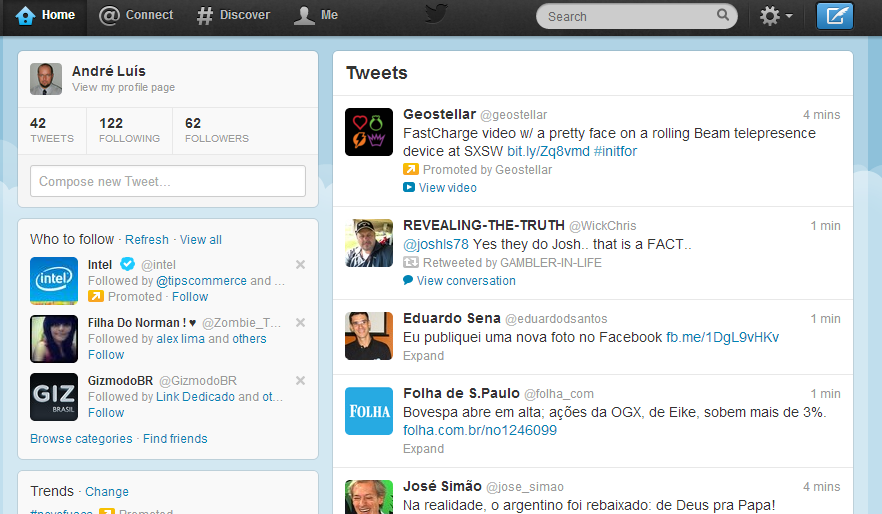 Home Connect Discover Me Search
André Luís
View my profile page
42 122 62
TWEETS FOLLOWING FOLLOWERS
Compose new Tweet...
Who to follow · Refresh · View all
intel
Intel @intel
Followed by @tipscommerce and ...
Promoted · Follow
Filha Do Norman ! ♥ @Zombie_T...
Followed by alex lima and others
Follow
GIZ
BRASIL
GizmodoBR @GizmodoBR
Followed by Link Dedicado and ot...
Follow
Browse categories · Find friends
Trends · Change
Promoted
Tweets
Geostellar @geostellar 4 mins
FastCharge video w/ a pretty face on a rolling Beam telepresence
device at SXSW bit.ly/Zq8vmd #initfor
Promoted by Geostellar
View video
REVEALING-THE-TRUTH @WickChris 1 min
@joshls78 Yes they do Josh.. that is a FACT..
Retweeted by GAMBLER-IN-LIFE
View conversation
Eduardo Sena @eduardodsantos 1 min
Eu publiquei uma nova foto no Facebook fb.me/1DgL9vHKv
Expand
FOLHA
Folha de S.Paulo @folha_com 1 min
Bovespa abre em alta; ações da OGX, de Eike, sobem mais de 3%.
folha.com.br/no1246099
Expand
José Simão @jose_simao 4 mins
Na realidade, o argentino foi rebaixado: de Deus pra Papa!